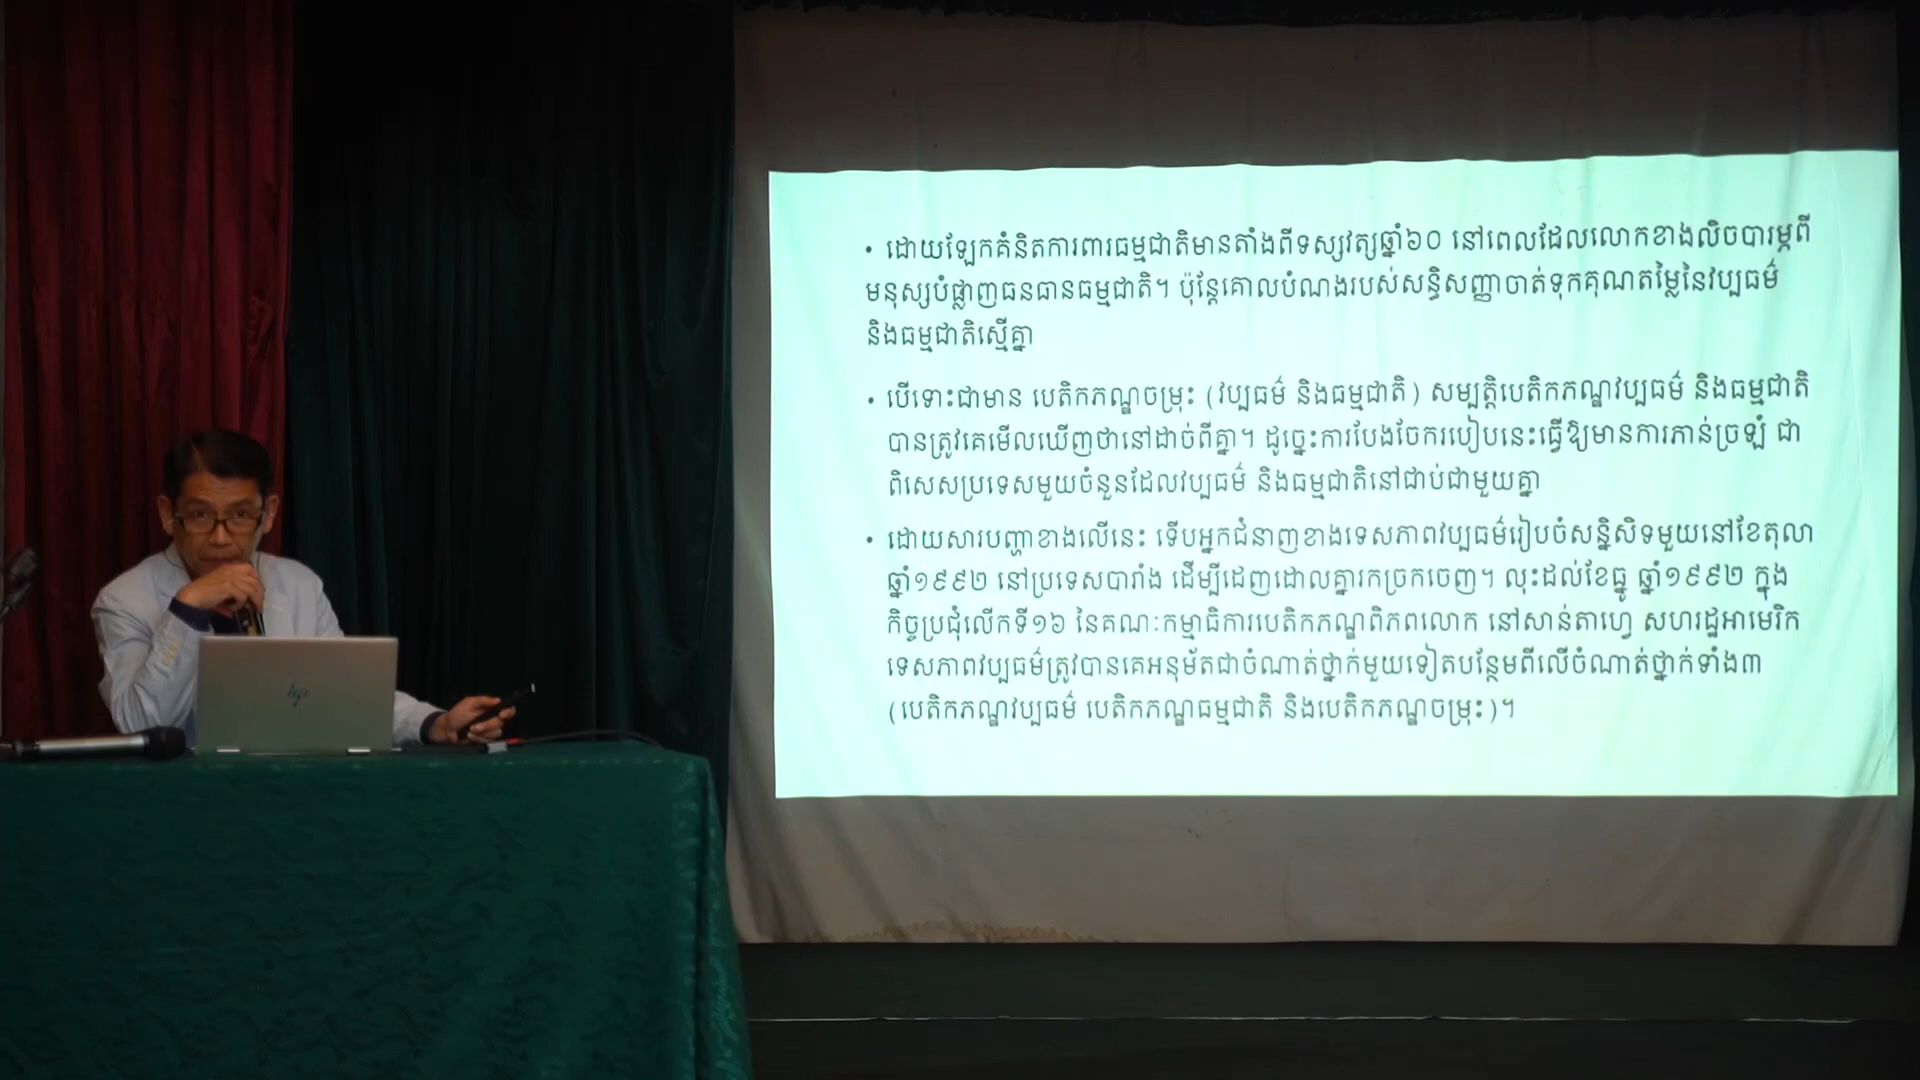 • ដោយឡែកគំនិតការពារធម្មជាតិមានតាំងពីទស្សវត្សឆ្នាំ៦០ នៅពេលដែលលោកខាងលិចបារម្ភពី
មនុស្សបំផ្លាញធនធានធម្មជាតិ។ ប៉ុន្តែគោលបំណងរបស់សន្ធិសញ្ញាចាត់ទុកគុណតម្លៃនៃវប្បធម៌
និងធម្មជាតិស្មើគ្នា
• បើទោះជាមាន បេតិកភណ្ឌចម្រុះ (វប្បធម៌ និងធម្មជាតិ) សម្បត្តិបេតិកភណ្ឌវប្បធម៌ និងធម្មជាតិ
បានត្រូវគេមើលឃើញថានៅដាច់ពីគ្នា។ ដូច្នេះការបែងចែករបៀបនេះធ្វើឱ្យមានការភាន់ច្រឡំ ជា
ពិសេសប្រទេសមួយចំនួនដែលវប្បធម៌ និងធម្មជាតិនៅជាប់ជាមួយគ្នា
• ដោយសារបញ្ហាខាងលើនេះ ទើបអ្នកជំនាញខាងទេសភាពវប្បធម៌រៀបចំសន្និសិទមួយនៅខែតុលា
ឆ្នាំ១៩៩២ នៅប្រទេសបារាំង ដើម្បីដេញដោលគ្នារកច្រកចេញ។ លុះដល់ខែធ្នូ ឆ្នាំ១៩៩២ ក្នុង
កិច្ចប្រជុំលើកទី១៦ នៃគណៈកម្មាធិការបេតិកភណ្ឌពិភពលោក នៅសាន់តាហ្វេ សហរដ្ឋអាមេរិក
ទេសភាពវប្បធម៌ត្រូវបានគេអនុម័តជាចំណាត់ថ្នាក់មួយទៀតបន្ថែមពីលើចំណាត់ថ្នាក់ទាំង៣
(បេតិកភណ្ឌវប្បធម៌ បេតិកភណ្ឌធម្មជាតិ និងបេតិកភណ្ឌចម្រុះ)។
hp